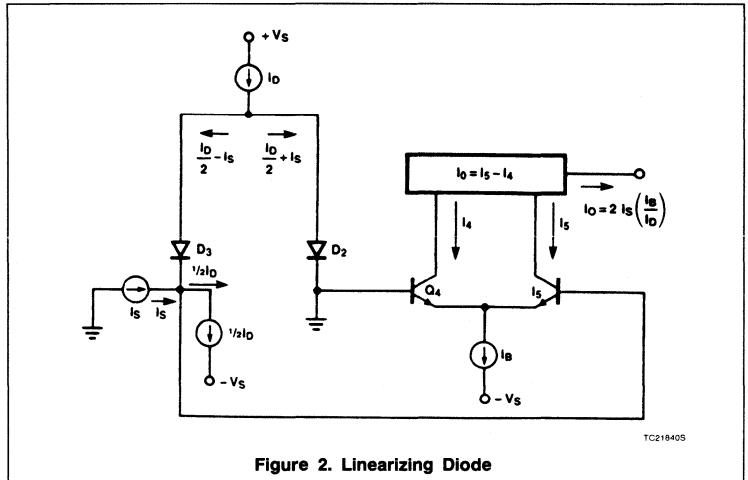 + VS
ID
ID/2 – IS
ID/2 + IS
IO = I5 – I4
IO = 2 IS (IB/ID)
I4
I5
D3
D2
1/2ID
Q4
I5
IS
IS
1/2ID
IB
– VS
– VS
TC21840S
Figure 2. Linearizing Diode